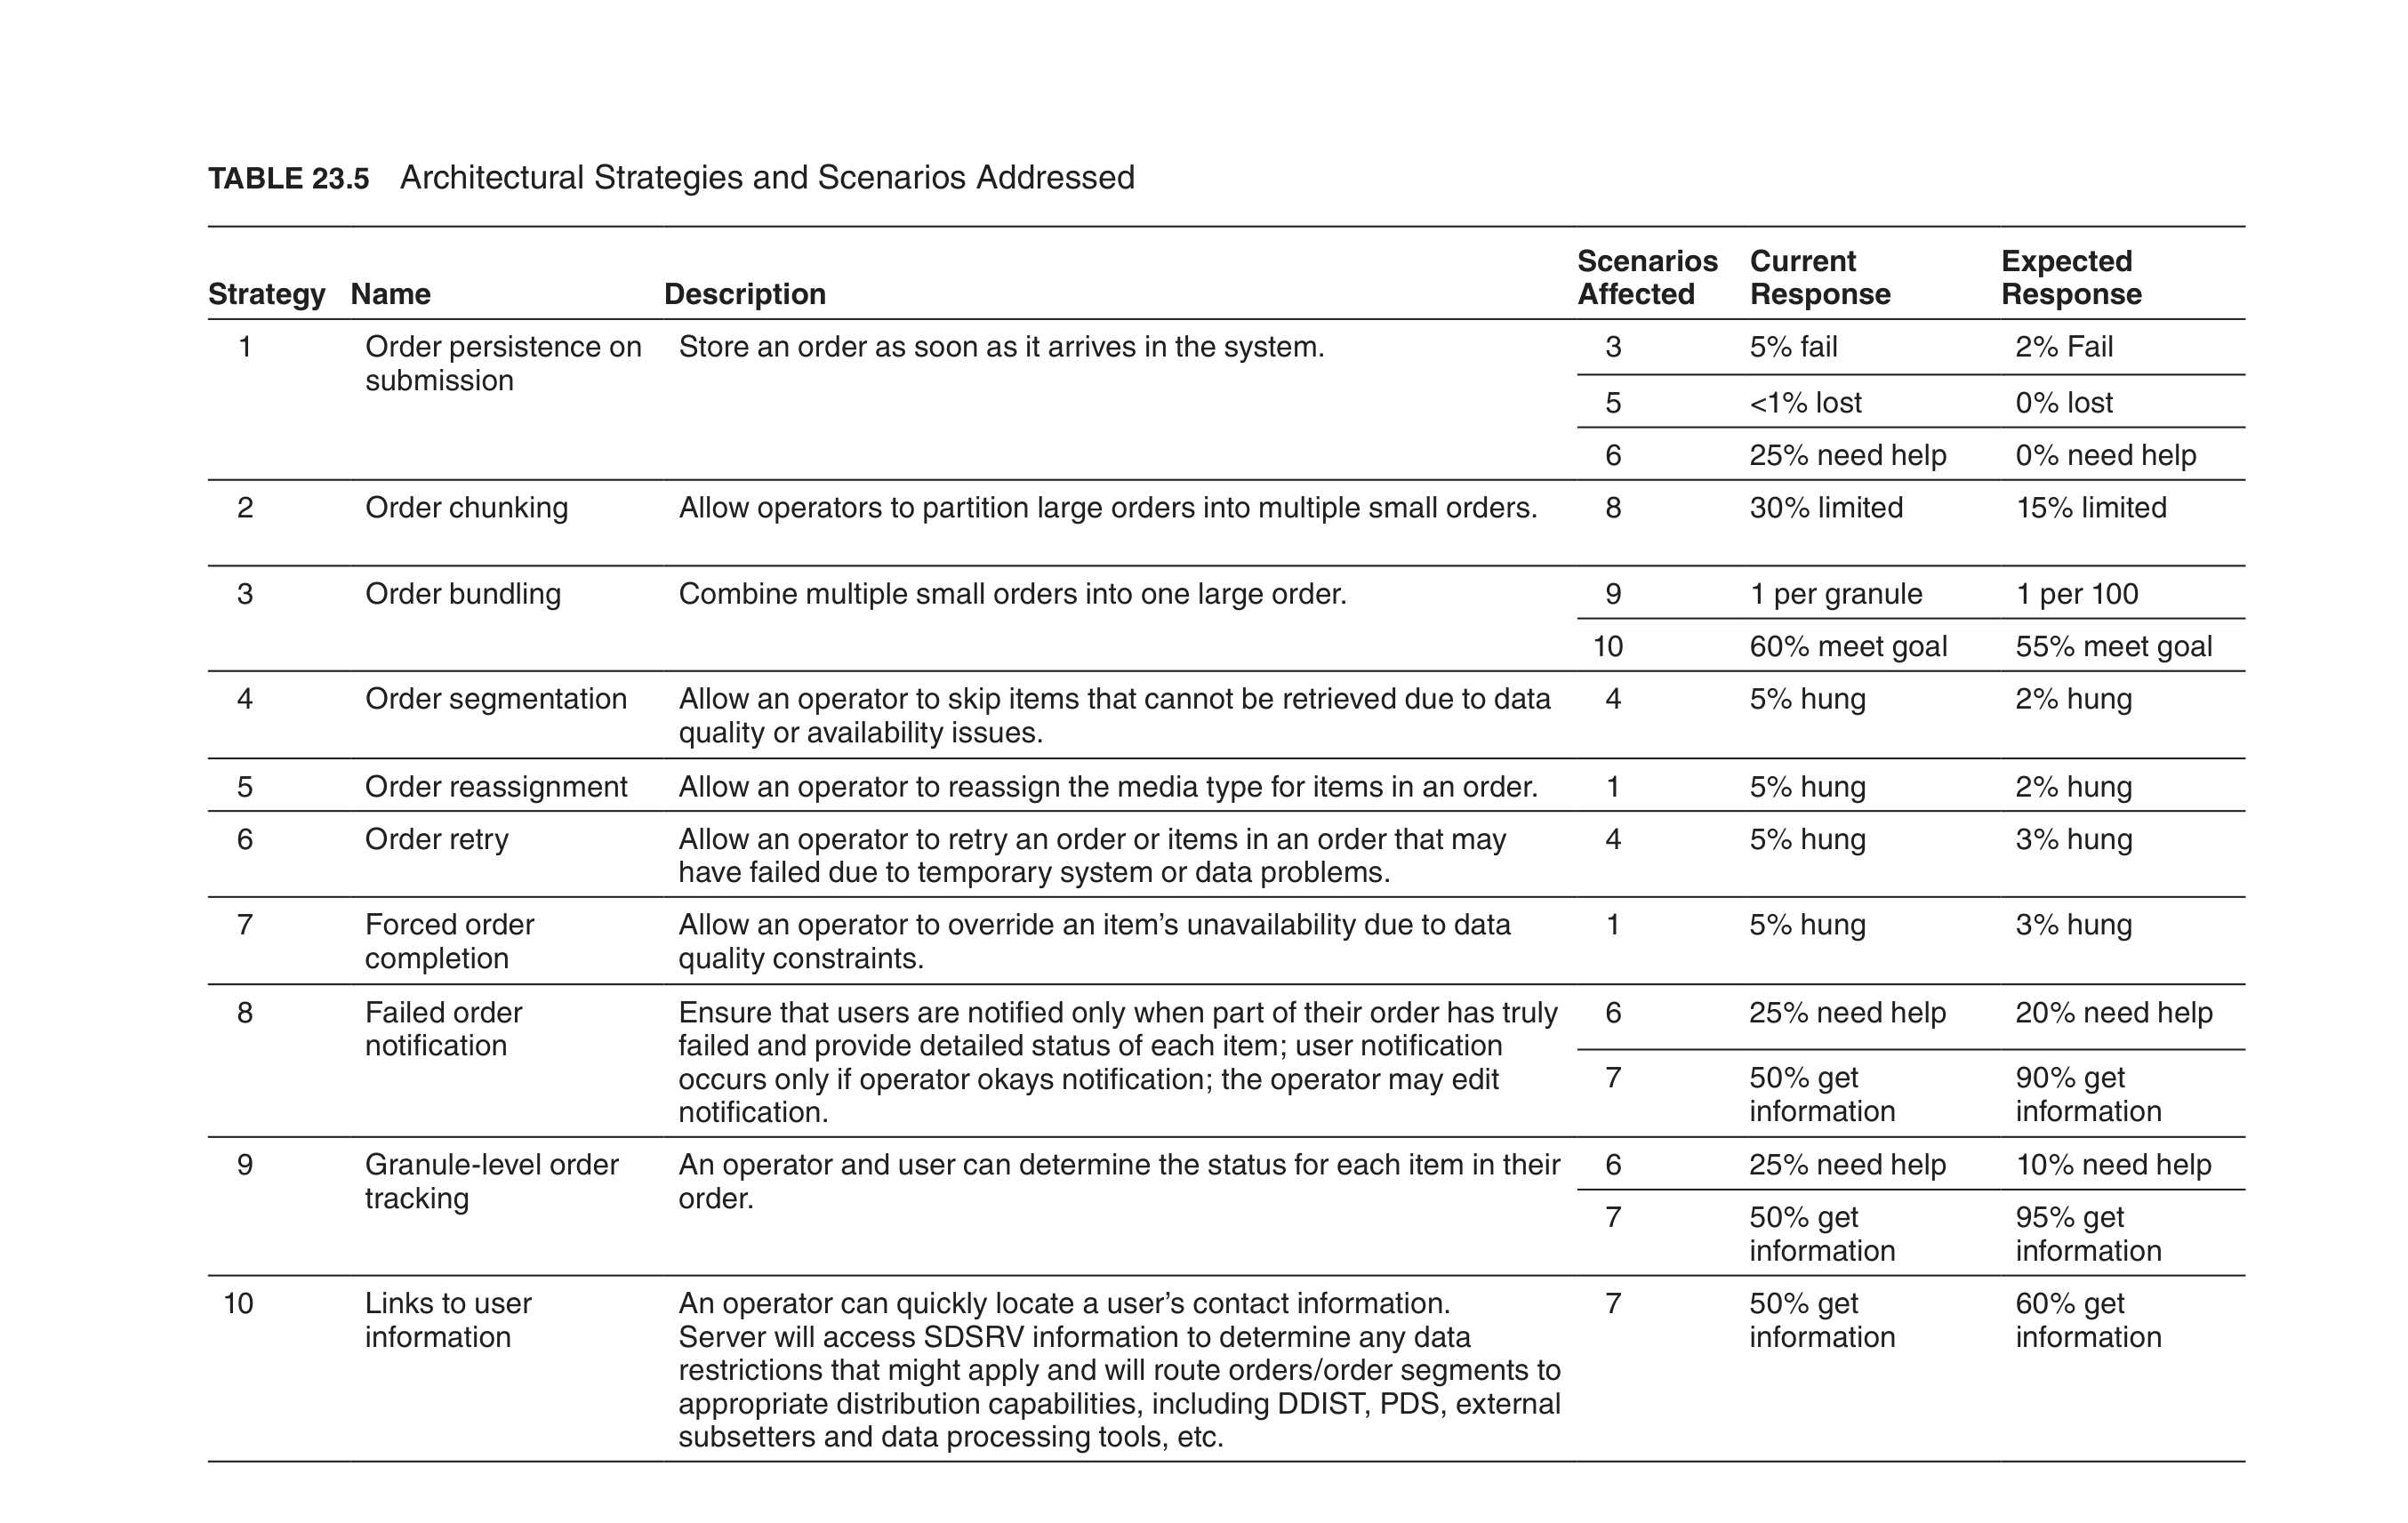 TABLE 23.5 Architectural Strategies and Scenarios Addressed
Strategy Name Description Scenarios Affected Current Response Expected Response
1 Order persistence on Store an order as soon as it arrives in the system. 3 5% fail 2% Fail
submission
5 <1% lost 0% lost
6 25% need help 0% need help
2 Order chunking Allow operators to partition large orders into multiple small orders. 8 30% limited 15% limited
3 Order bundling Combine multiple small orders into one large order. 9 1 per granule 1 per 100
10 60% meet goal 55% meet goal
4 Order segmentation Allow an operator to skip items that cannot be retrieved due to data 4 5% hung 2% hung
quality or availability issues.
5 Order reassignment Allow an operator to reassign the media type for items in an order. 1 5% hung 2% hung
6 Order retry Allow an operator to retry an order or items in an order that may 4 5% hung 3% hung
have failed due to temporary system or data problems.
7 Forced order Allow an operator to override an item’s unavailability due to data 1 5% hung 3% hung
completion quality constraints.
8 Failed order Ensure that users are notified only when part of their order has truly 6 25% need help 20% need help
notification failed and provide detailed status of each item; user notification
occurs only if operator okays notification; the operator may edit 7 50% get 90% get
notification. information information
9 Granule-level order An operator and user can determine the status for each item in their 6 25% need help 10% need help
tracking order.
7 50% get 95% get
information information
10 Links to user An operator can quickly locate a user’s contact information. 7 50% get 60% get
information Server will access SDSRV information to determine any data information information
restrictions that might apply and will route orders/order segments to
appropriate distribution capabilities, including DDIST, PDS, external
subsetters and data processing tools, etc.